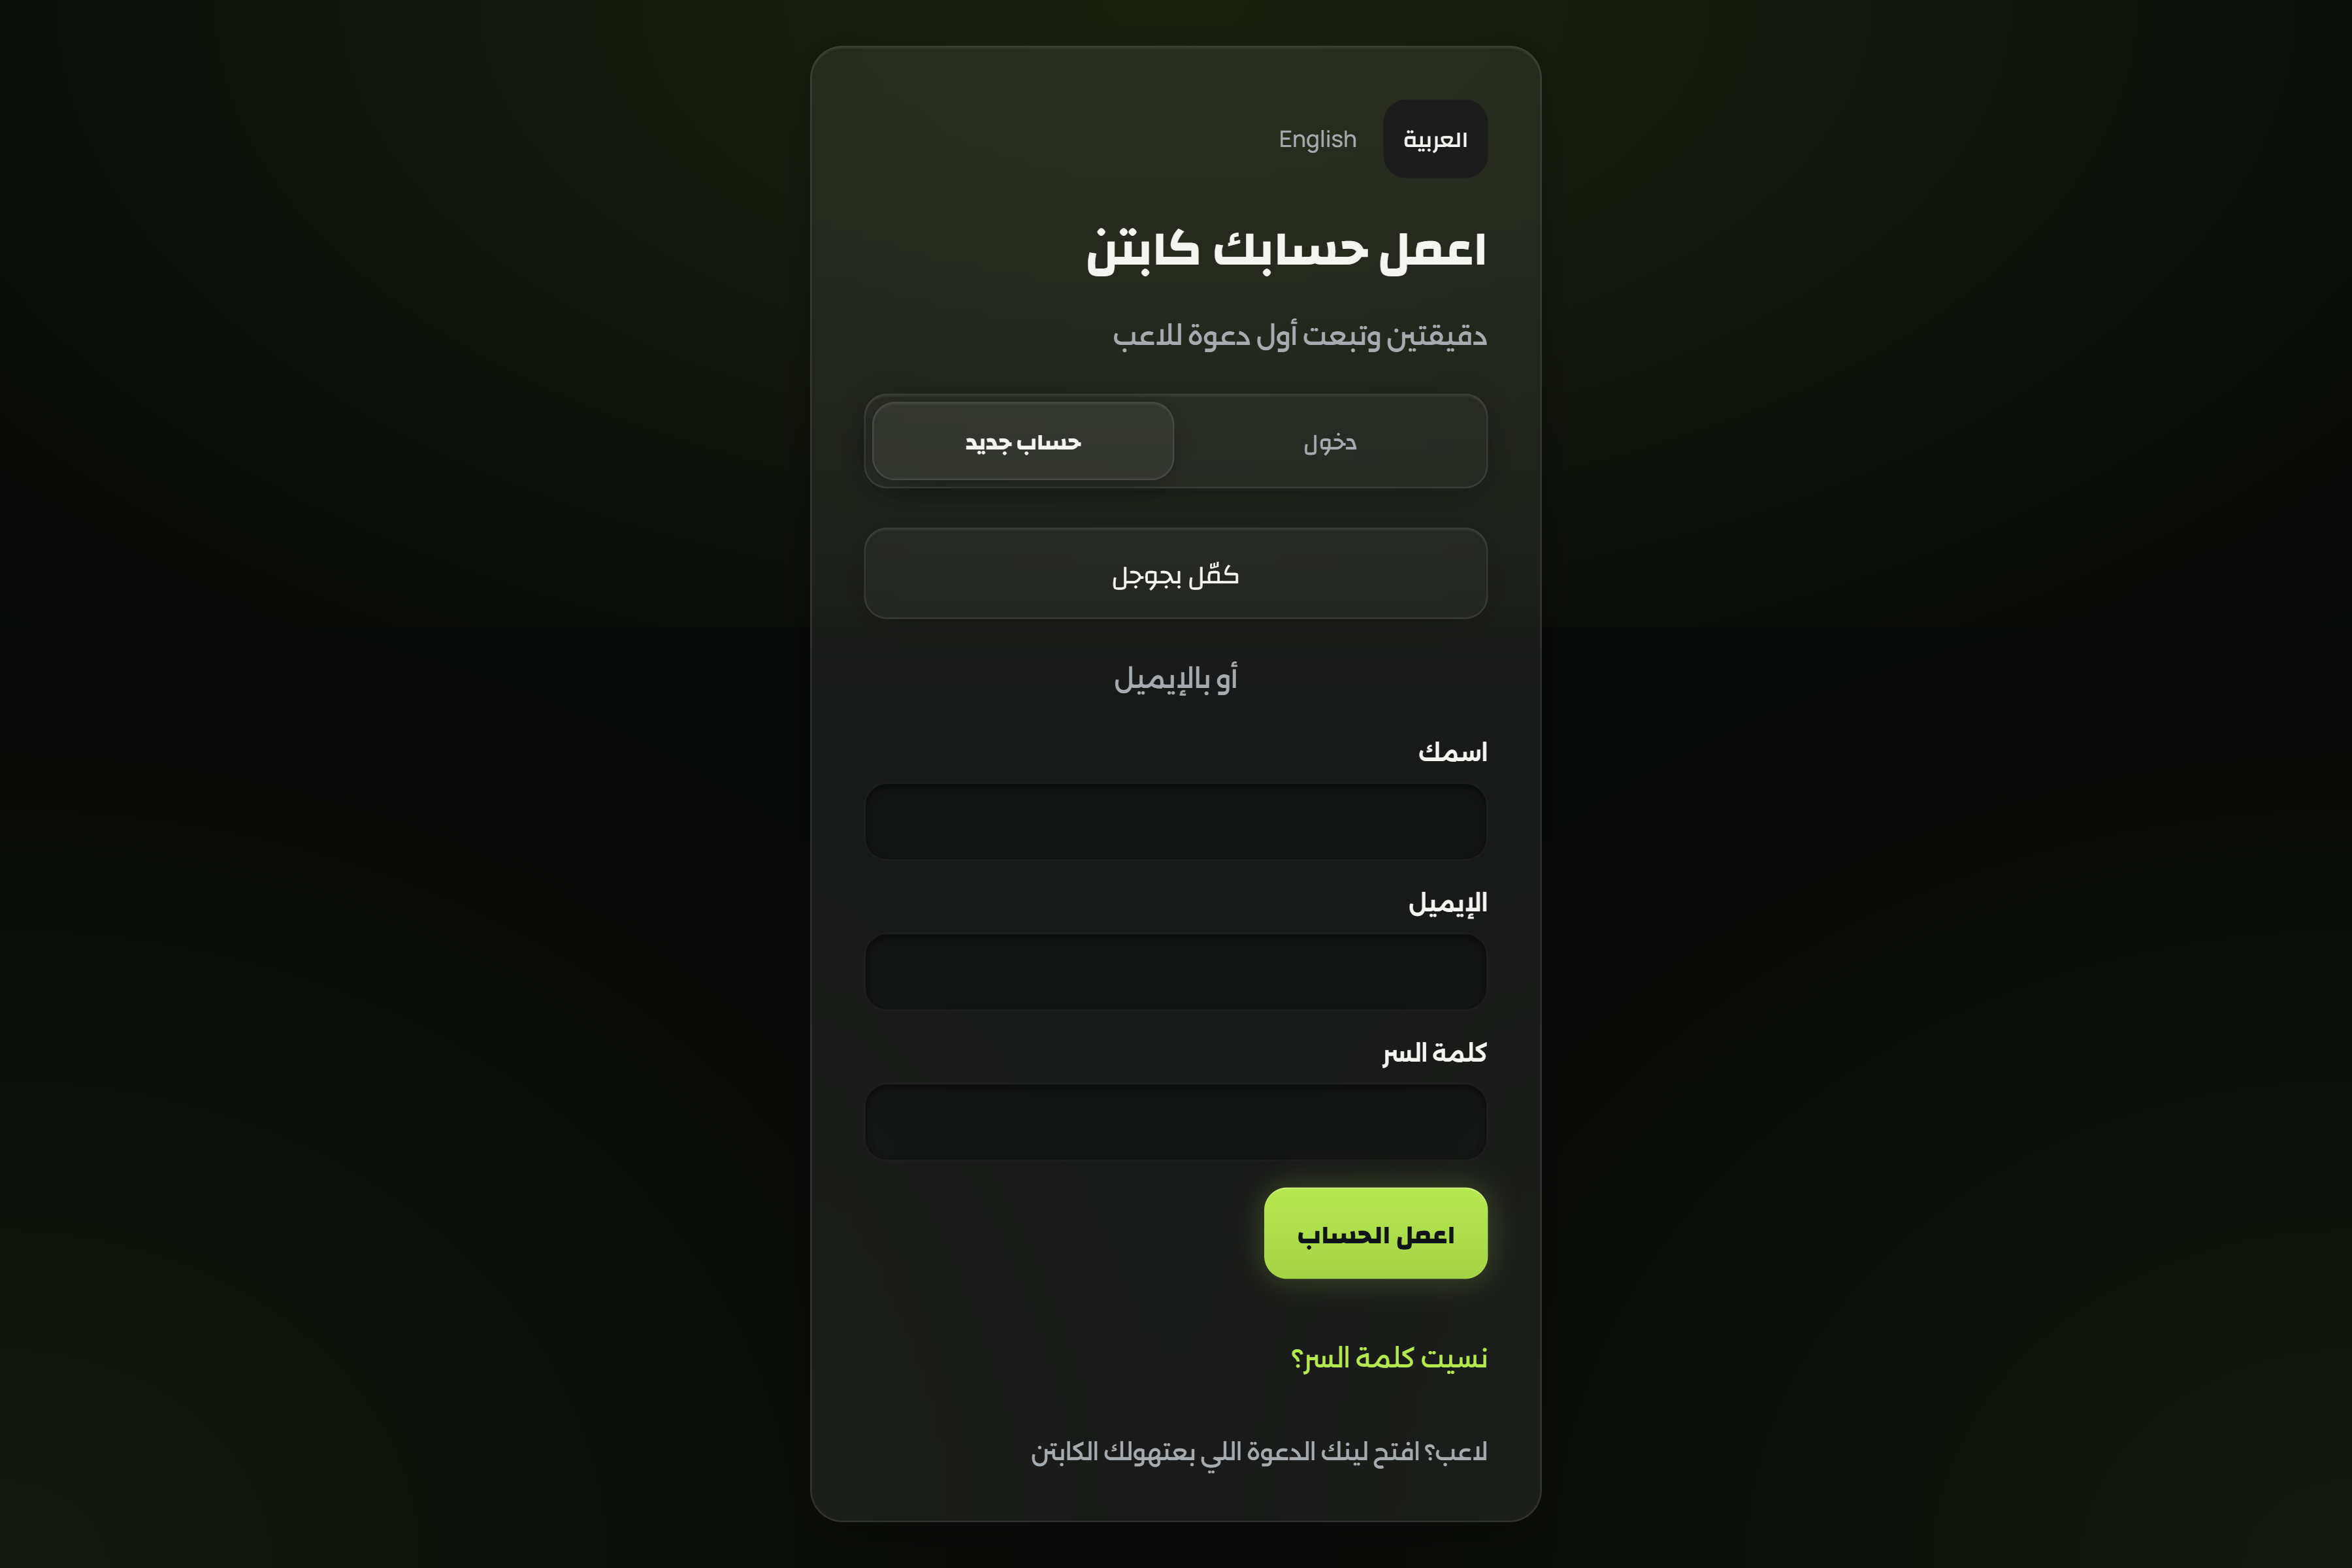 العربية English
اعمل حسابك كابتن
دقيقتين وتبعت أول دعوة للاعب
دخول حساب جديد
كمّل بجوجل
أو بالإيميل
اسمك
الإيميل
كلمة السر
اعمل الحساب
نسيت كلمة السر؟
لاعب؟ افتح لينك الدعوة اللي بعتهولك الكابتن